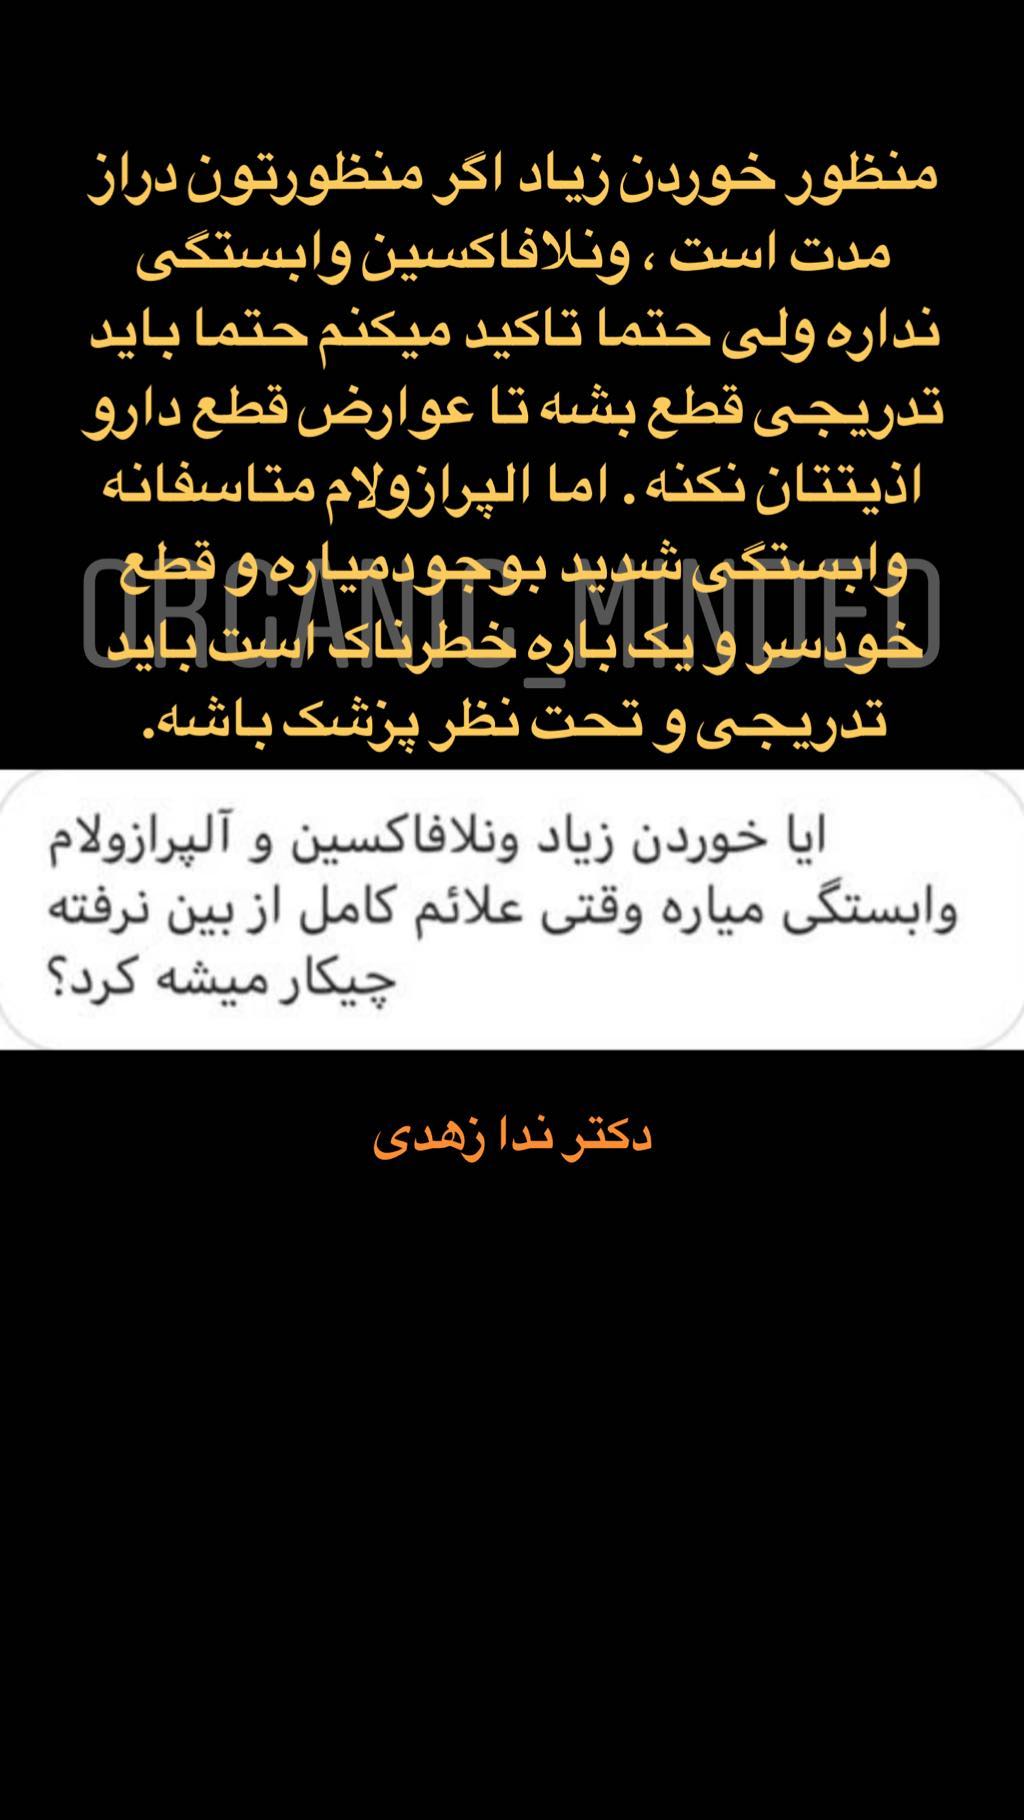 منظور خوردن زیاد اگر منظورتون دراز
مدت است ، ونلافاکسین وابستگی
نداره ولی حتما تاکید میکنم حتما باید
تدریجی قطع بشه تا عوارض قطع دارو
اذیتتان نکنه . اما الپرازولام متاسفانه
وابستگی شدید بوجودمیاره و قطع
خودسر و یک باره خطرناک است باید
تدریجی و تحت نظر پزشک باشه.
ORGANIC_MINDED
ایا خوردن زیاد ونلافاکسین و آلپرازولام
وابستگی میاره وقتی علائم کامل از بین نرفته
چیکار میشه کرد؟
دکتر ندا زهدی